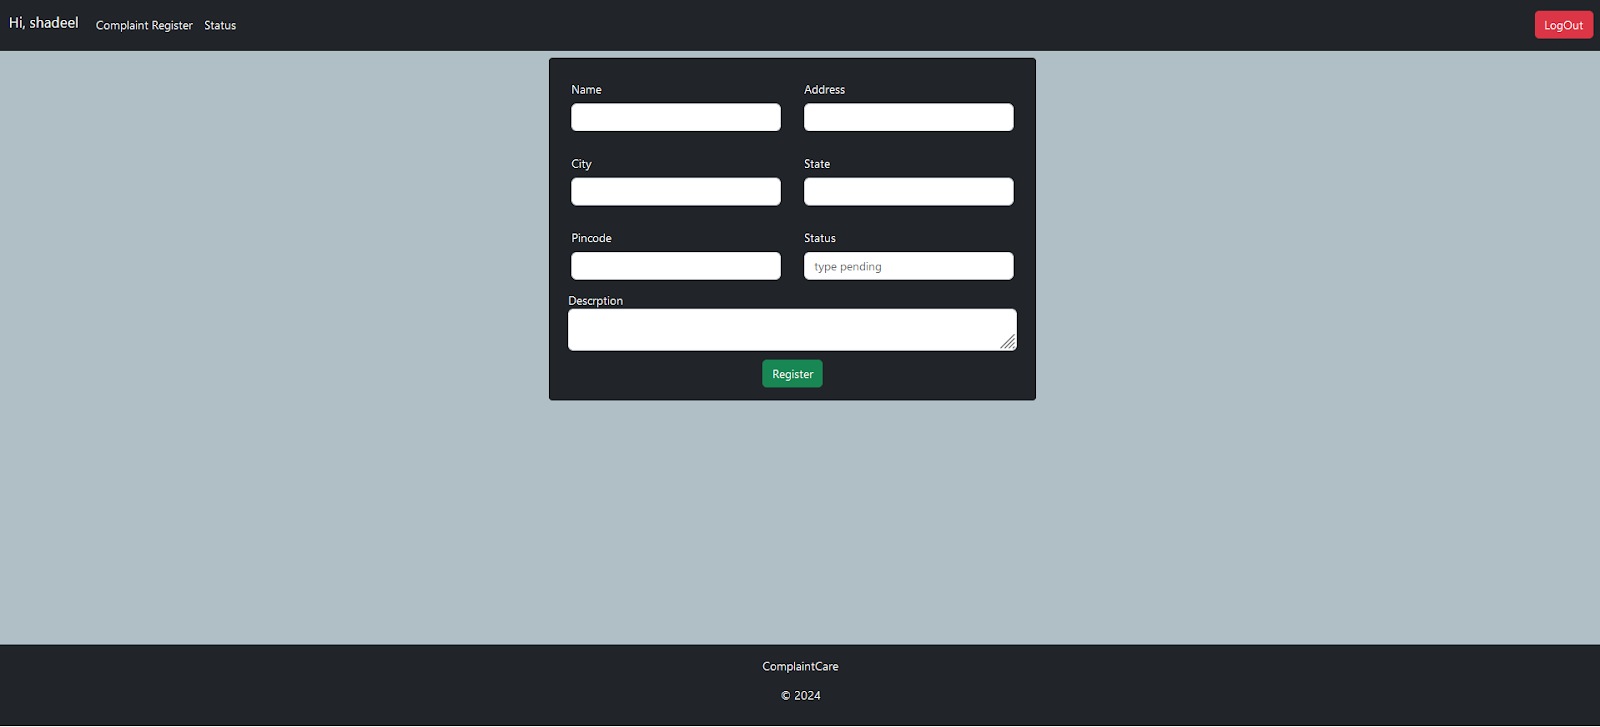 Hi, shadeel Complaint Register Status LogOut
Name Address
City State
Pincode Status
type pending
Descrption
Register
ComplaintCare
© 2024